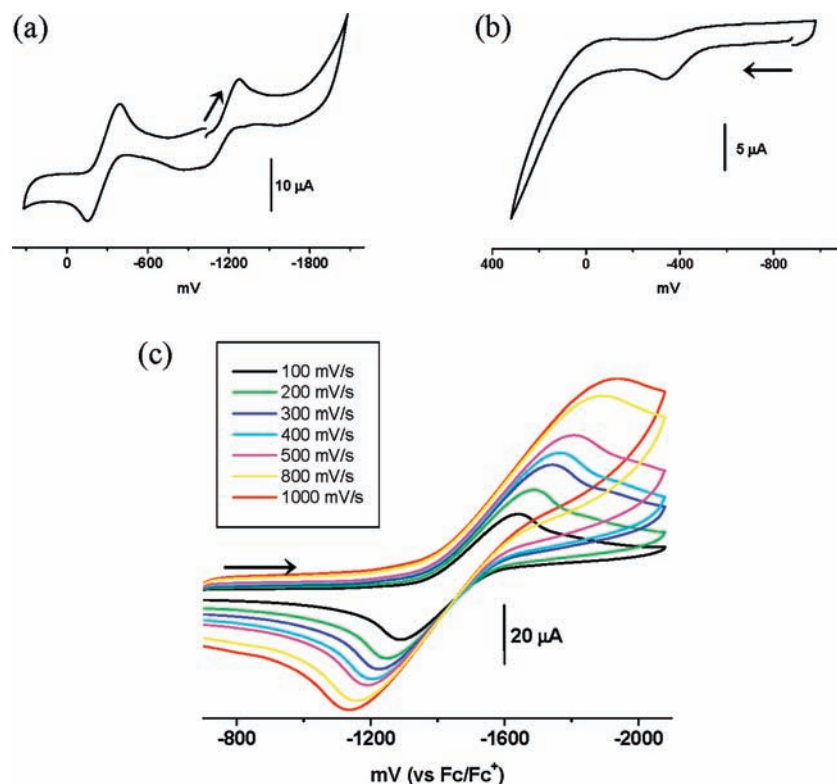 (a)
10 µA
0 -600 -1200 -1800
mV
(b)
5 µA
400 0 -400 -800
mV
(c)
100 mV/s
200 mV/s
300 mV/s
400 mV/s
500 mV/s
800 mV/s
1000 mV/s
20 µA
-800 -1200 -1600 -2000
mV (vs Fc/Fc⁺)